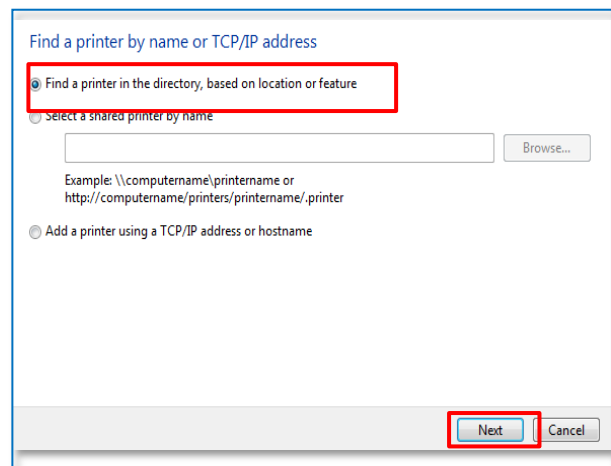 Find a printer by name or TCP/IP address
Find a printer in the directory, based on location or feature
Select a shared printer by name
Browse...
Example: \\computername\printername or
http://computername/printers/printername/.printer
Add a printer using a TCP/IP address or hostname
Next Cancel